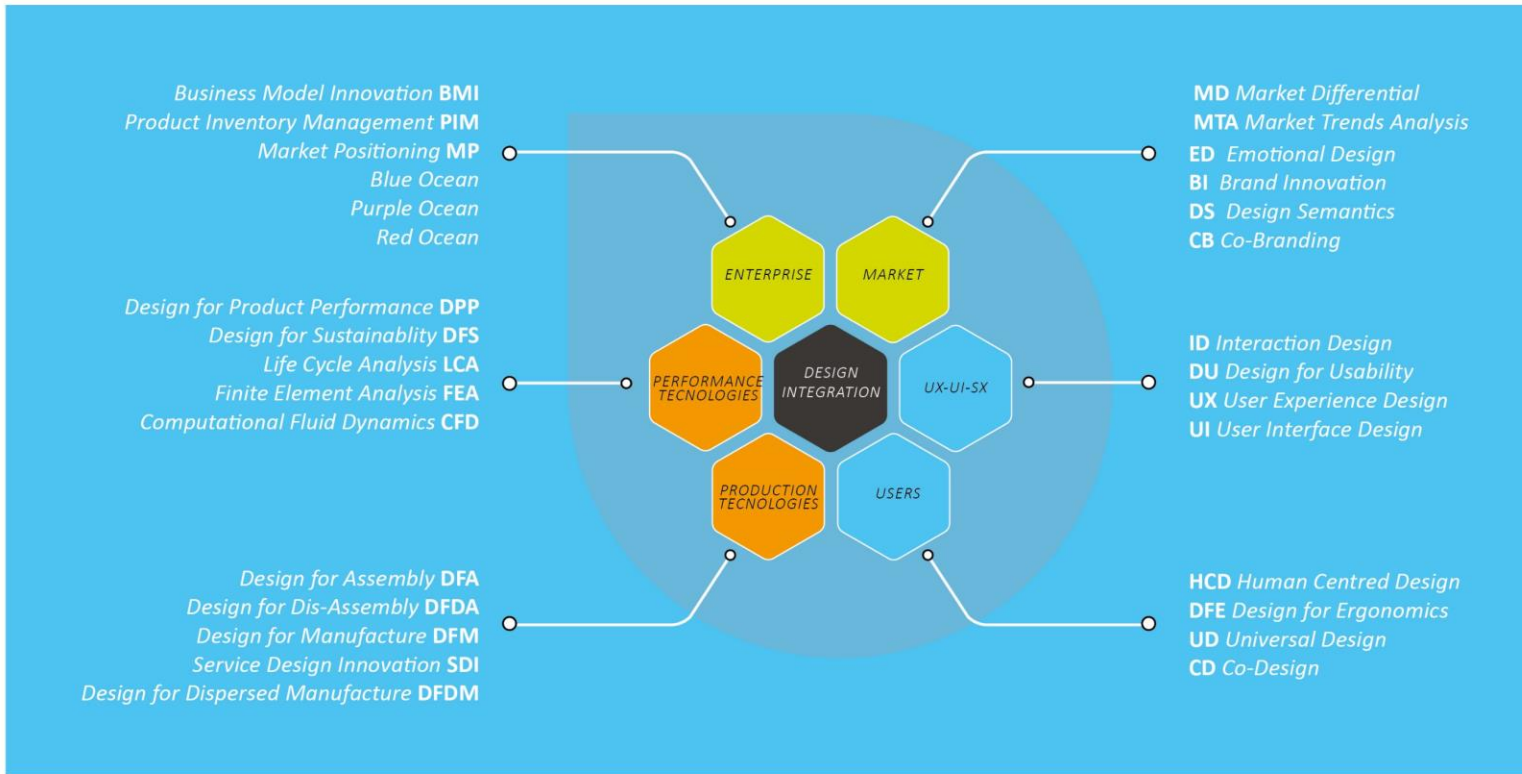 Business Model Innovation BMI
Product Inventory Management PIM
Market Positioning MP
Blue Ocean
Purple Ocean
Red Ocean
Design for Product Performance DPP
Design for Sustainablity DFS
Life Cycle Analysis LCA
Finite Element Analysis FEA
Computational Fluid Dynamics CFD
Design for Assembly DFA
Design for Dis-Assembly DFDA
Design for Manufacture DFM
Service Design Innovation SDI
Design for Dispersed Manufacture DFDM
ENTERPRISE
MARKET
PERFORMANCE
TECNOLOGIES
DESIGN
INTEGRATION
UX-UI-SX
PRODUCTION
TECNOLOGIES
USERS
MD Market Differential
MTA Market Trends Analysis
ED Emotional Design
BI Brand Innovation
DS Design Semantics
CB Co-Branding
ID Interaction Design
DU Design for Usability
UX User Experience Design
UI User Interface Design
HCD Human Centred Design
DFE Design for Ergonomics
UD Universal Design
CD Co-Design